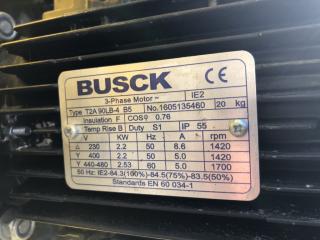 BUSCK CE
3-Phase Motor ~ IE2
Type T2A 90LB-4 B5 No.1605135460 20 kg
Insulation F COSφ 0.76
Temp Rise B Duty S1 IP 55
V KW Hz A rpm
Δ 230 2.2 50 8.6 1420
Y 400 2.2 50 5.0 1420
Y 440-480 2.53 60 5.0 1700
50 Hz: IE2-84.3(100%)-84.5(75%)-83.5(50%)
Standards EN 60 034-1